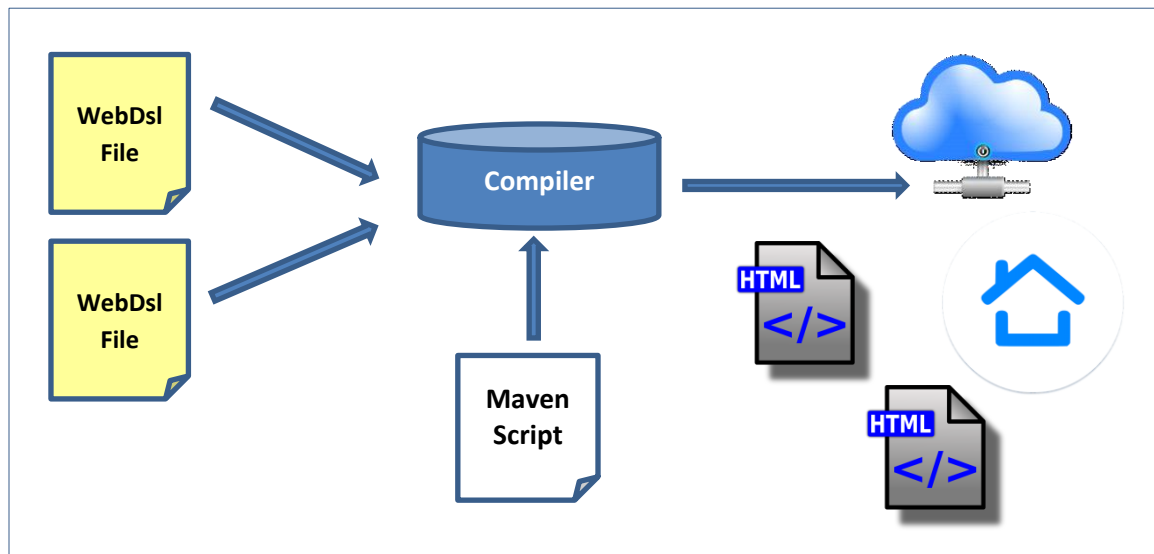 WebDsl
File
Compiler
WebDsl
File
HTML
</>
Maven
Script
HTML
</>